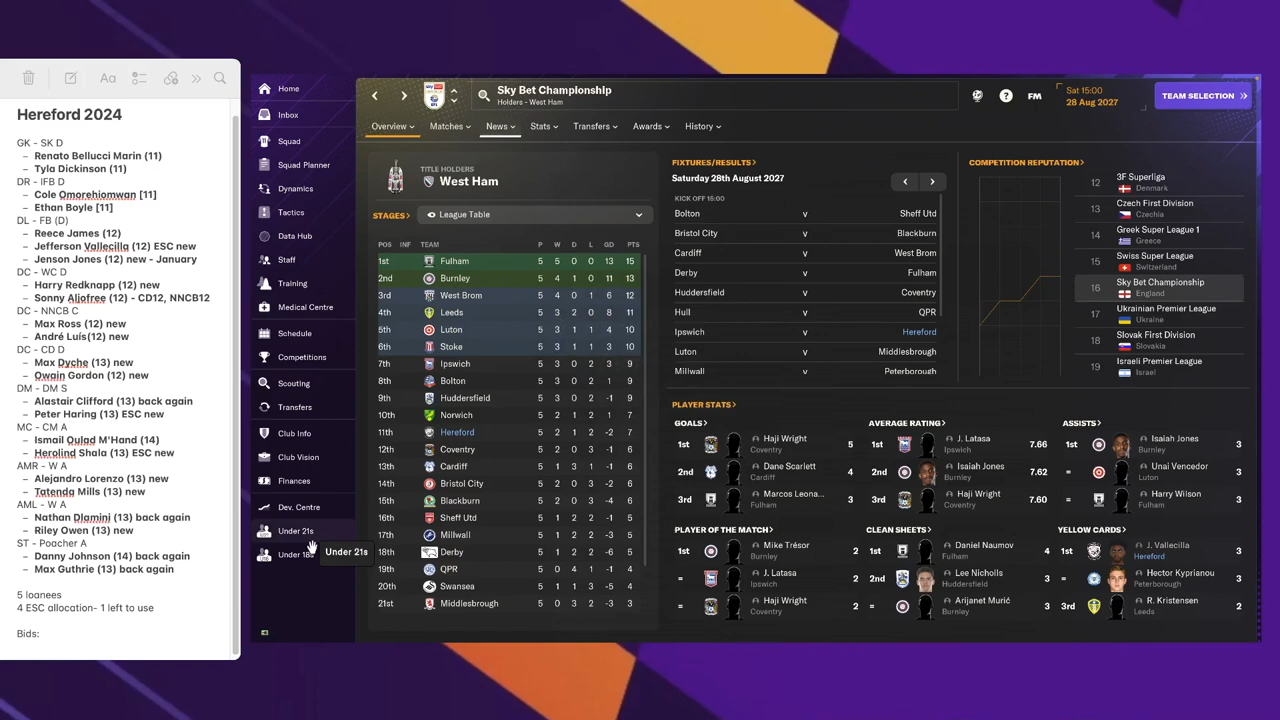 Aa
Hereford 2024
GK - SK D
– Renato Bellucci Marin (11)
– Tyla Dickinson (11)
DR - IFB D
– Cole Omorehiomwan [11]
– Ethan Boyle [11]
DL - FB (D)
– Reece James (12)
– Jefferson Vallecilla (12) ESC new
– Jenson Jones (12) new - January
DC - WC D
– Harry Redknapp (12) new
– Sonny Aljofree (12) - CD12, NNCB12
DC - NNCB C
– Max Ross (12) new
– André Luís(12) new
DC - CD D
– Max Dyche (13) new
– Owain Gordon (12) new
DM - DM S
– Alastair Clifford (13) back again
– Peter Haring (13) ESC new
MC - CM A
– Ismail Oulad M'Hand (14)
– Herolind Shala (13) ESC new
AMR - W A
– Alejandro Lorenzo (13) new
– Tatenda Mills (13) new
AML - W A
– Nathan Dlamini (13) back again
– Riley Owen (13) new
ST - Poacher A
– Danny Johnson (14) back again
– Max Guthrie (13) back again
5 loanees
4 ESC allocation- 1 left to use
Bids:
Home
Inbox
Squad
Squad Planner
Dynamics
Tactics
Data Hub
Staff
Training
Medical Centre
Schedule
Competitions
Scouting
Transfers
Club Info
Club Vision
Finances
Dev. Centre
Under 21s
Under 18s
Under 21s
Sky Bet Championship
Holders - West Ham
FM
Sat 15:00
28 Aug 2027
TEAM SELECTION
Overview Matches News Stats Transfers Awards History
TITLE HOLDERS
West Ham
STAGES League Table
POS INF TEAM P W D L GD PTS
1st Fulham 5 5 0 0 13 15
2nd Burnley 5 4 1 0 11 13
3rd West Brom 5 4 0 1 6 12
4th Leeds 5 3 2 0 8 11
5th Luton 5 3 1 1 4 10
6th Stoke 5 3 1 1 3 10
7th Ipswich 5 3 0 2 3 9
8th Bolton 5 3 0 2 2 9
9th Huddersfield 5 3 0 2 -1 9
10th Norwich 5 2 1 2 1 7
11th Hereford 5 2 1 2 -2 7
12th Coventry 5 2 0 3 -1 6
13th Cardiff 5 1 3 1 -1 6
14th Bristol City 5 2 0 3 -2 6
15th Blackburn 5 2 0 3 -4 6
16th Sheff Utd 5 1 2 2 -1 5
17th Millwall 5 1 2 2 -3 5
18th Derby 5 1 2 2 -6 5
19th QPR 5 0 4 1 -1 4
20th Swansea 5 1 1 3 -5 4
21st Middlesbrough 5 0 3 2 -3 3
FIXTURES/RESULTS
Saturday 28th August 2027
KICK OFF 15:00
Bolton v Sheff Utd
Bristol City v Blackburn
Cardiff v West Brom
Derby v Fulham
Huddersfield v Coventry
Hull v QPR
Ipswich v Hereford
Luton v Middlesbrough
Millwall v Peterborough
COMPETITION REPUTATION
12 3F Superliga
Denmark
13 Czech First Division
Czechia
14 Greek Super League 1
Greece
15 Swiss Super League
Switzerland
16 Sky Bet Championship
England
17 Ukrainian Premier League
Ukraine
18 Slovak First Division
Slovakia
19 Israeli Premier League
Israel
PLAYER STATS
GOALS
1st Haji Wright 5
Coventry
2nd Dane Scarlett 4
Cardiff
3rd Marcus Leona... 3
Fulham
AVERAGE RATING
1st J. Latasa 7.66
Ipswich
2nd Isaiah Jones 7.62
Burnley
3rd Haji Wright 7.60
Coventry
ASSISTS
1st Isaiah Jones 3
Burnley
= Unai Vencedor 3
Luton
= Harry Wilson 3
Fulham
PLAYER OF THE MATCH
1st Mike Trésor 2
Burnley
= J. Latasa 2
Ipswich
= Haji Wright 2
Coventry
CLEAN SHEETS
1st Daniel Naumov 4
Fulham
2nd Lee Nicholls 3
Huddersfield
= Arijanet Murić 3
Burnley
YELLOW CARDS
1st J. Vallecilla 3
Hereford
= Hector Kyprianou 3
Peterborough
3rd R. Kristensen 2
Leeds